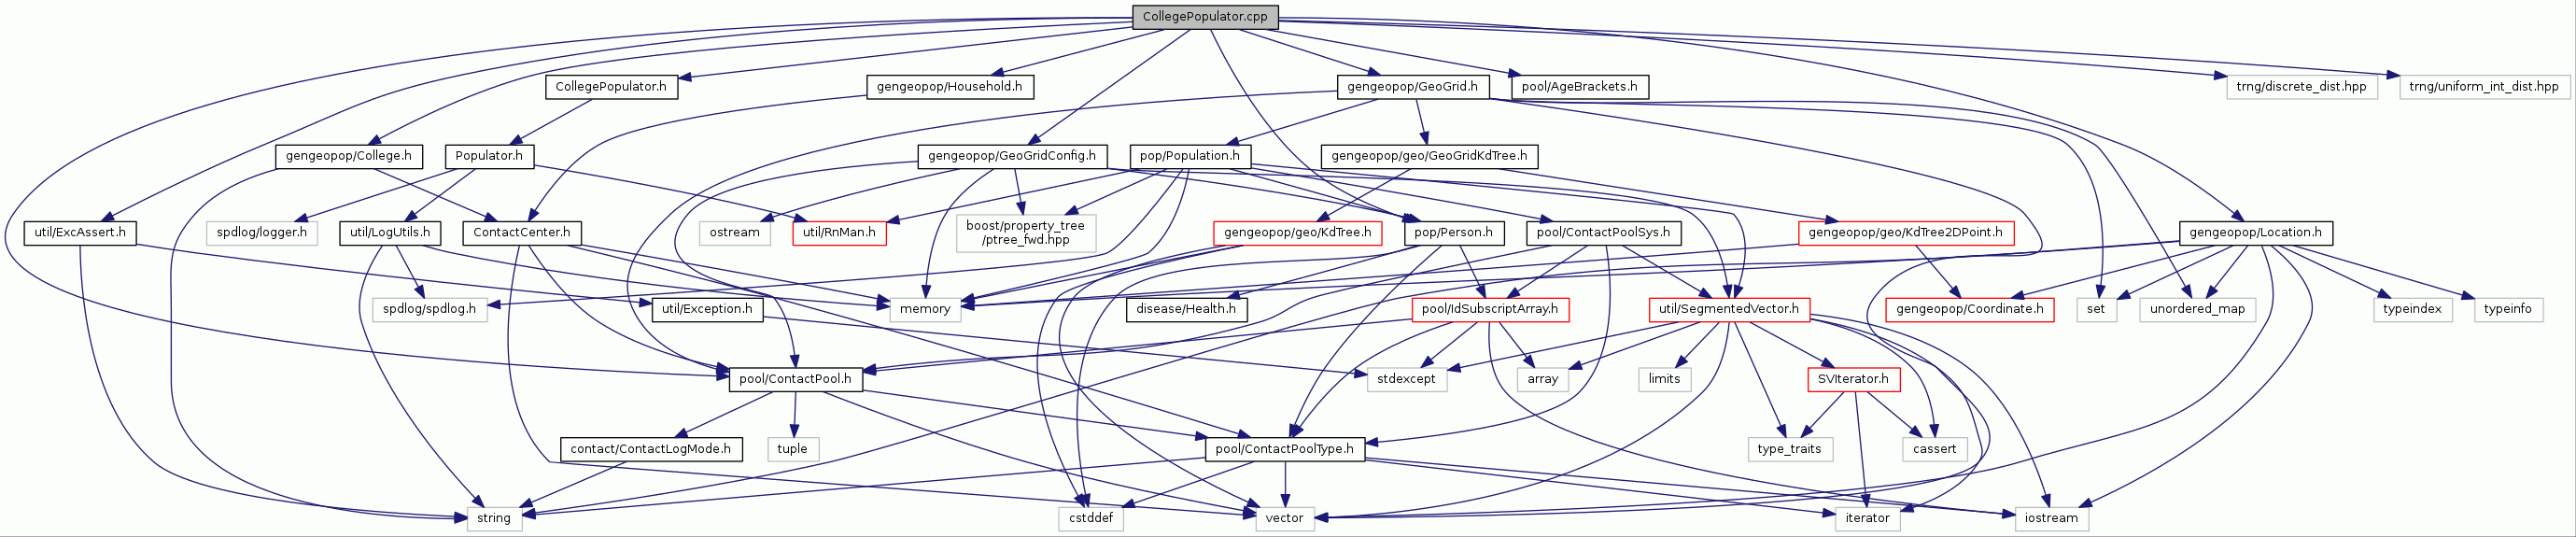 CollegePopulator.cpp
CollegePopulator.h
gengeopop/Household.h
gengeopop/GeoGrid.h
pool/AgeBrackets.h
trng/discrete_dist.hpp
trng/uniform_int_dist.hpp
gengeopop/College.h
Populator.h
gengeopop/GeoGridConfig.h
pop/Population.h
gengeopop/geo/GeoGridKdTree.h
util/ExcAssert.h
spdlog/logger.h
util/LogUtils.h
ContactCenter.h
ostream
util/RnMan.h
boost/property_tree
/ptree_fwd.hpp
gengeopop/geo/KdTree.h
pop/Person.h
pool/ContactPoolSys.h
gengeopop/geo/KdTree2DPoint.h
gengeopop/Location.h
spdlog/spdlog.h
util/Exception.h
memory
disease/Health.h
pool/IdSubscriptArray.h
util/SegmentedVector.h
gengeopop/Coordinate.h
set
unordered_map
typeindex
typeinfo
pool/ContactPool.h
stdexcept
array
limits
SVIterator.h
contact/ContactLogMode.h
tuple
pool/ContactPoolType.h
type_traits
cassert
string
cstddef
vector
iterator
iostream